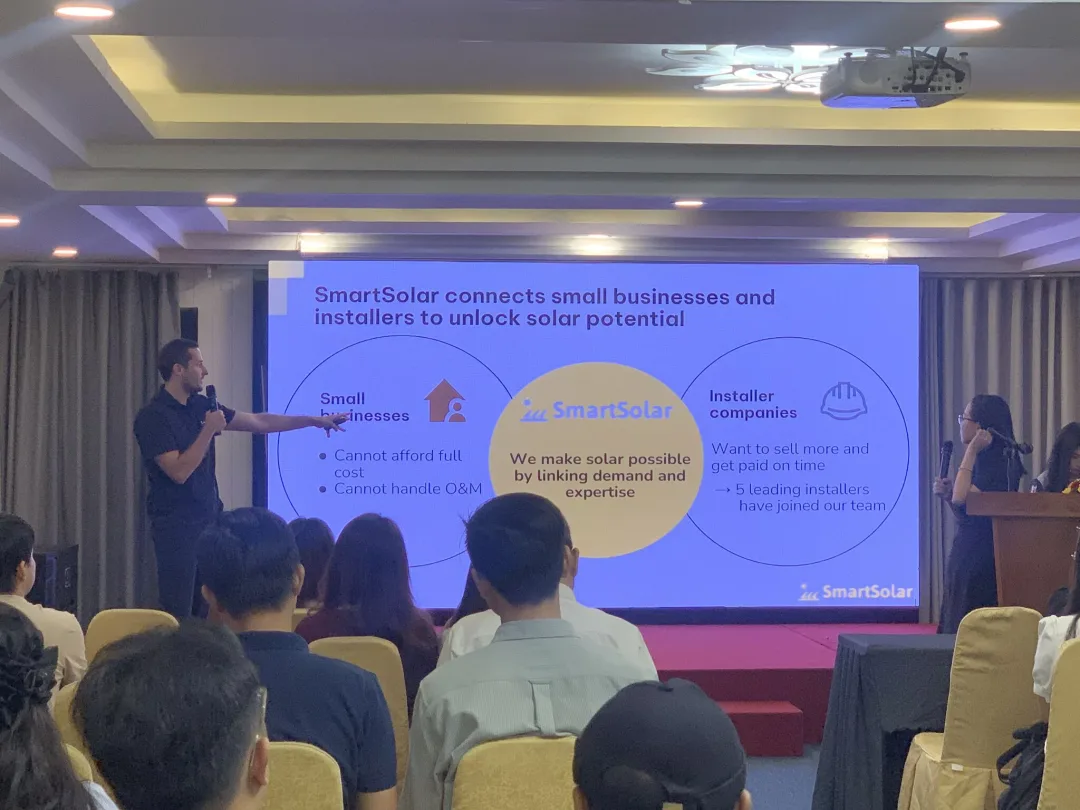 SmartSolar connects small businesses and
installers to unlock solar potential
Small
businesses
Cannot afford full
cost
Cannot handle O&M
SmartSolar
We make solar possible
by linking demand and
expertise
Installer
companies
Want to sell more and
get paid on time
→ 5 leading installers
have joined our team
SmartSolar